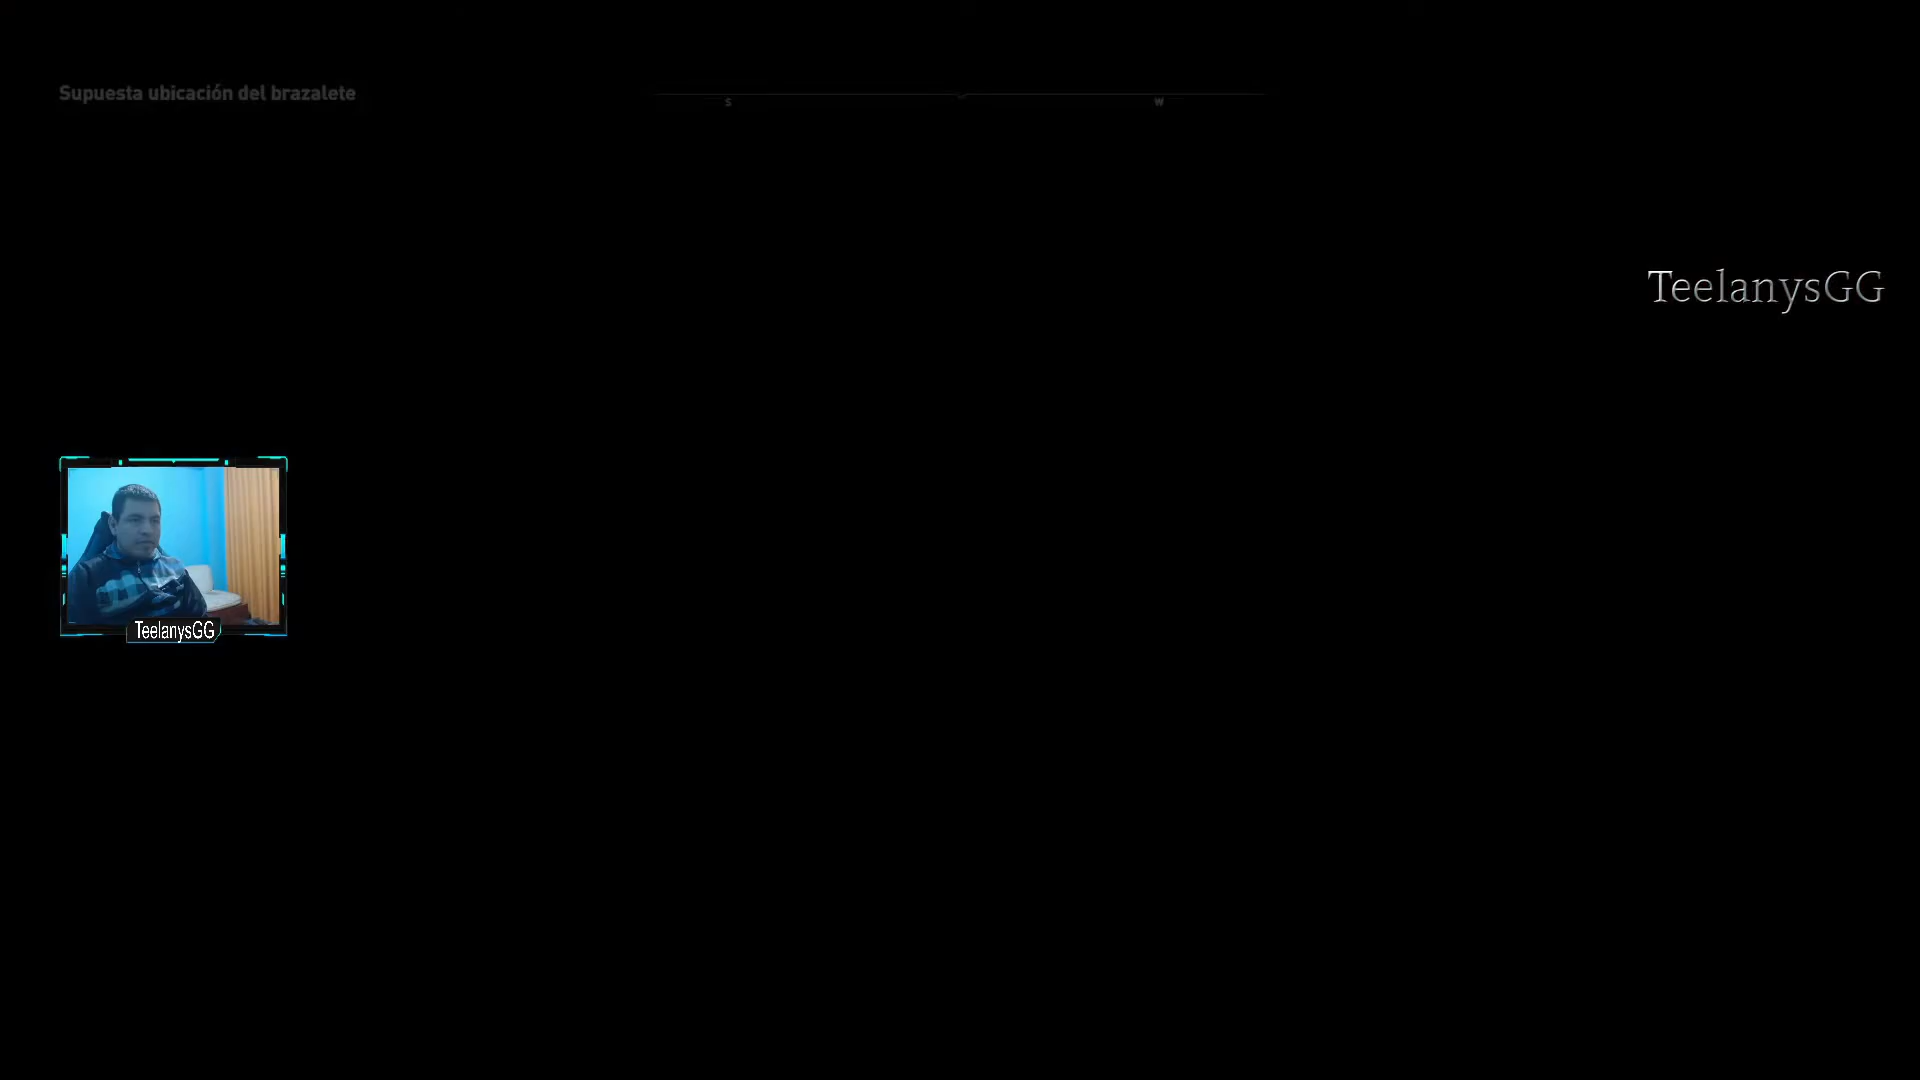 Supuesta ubicación del brazalete
S
W
TeelanysGG
TeelanysGG